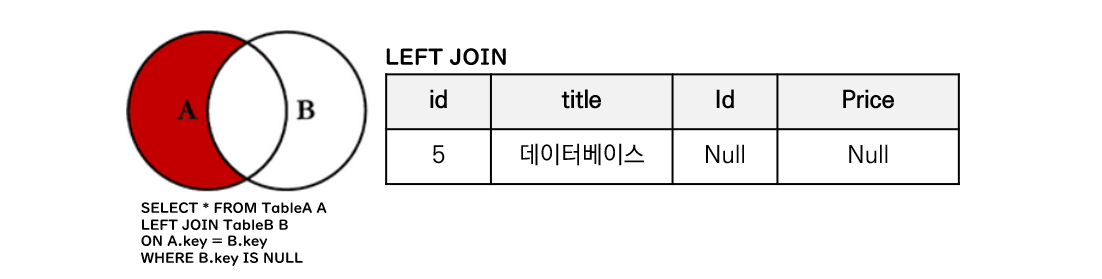 A
B
LEFT JOIN
id title Id Price
5 데이터베이스 Null Null
SELECT * FROM TableA A
LEFT JOIN TableB B
ON A.key = B.key
WHERE B.key IS NULL